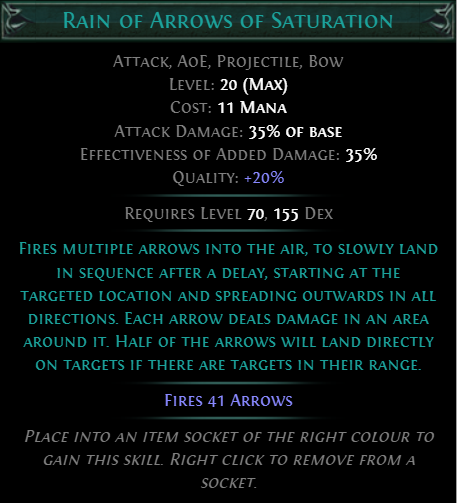 Rain of Arrows of Saturation
Attack, AoE, Projectile, Bow
Level: 20 (Max)
Cost: 11 Mana
Attack Damage: 35% of base
Effectiveness of Added Damage: 35%
Quality: +20%
Requires Level 70, 155 Dex
Fires multiple arrows into the air, to slowly land
in sequence after a delay, starting at the
targeted location and spreading outwards in all
directions. Each arrow deals damage in an area
around it. Half of the arrows will land directly
on targets if there are targets in their range.
Fires 41 Arrows
Place into an item socket of the right colour to
gain this skill. Right click to remove from a
socket.